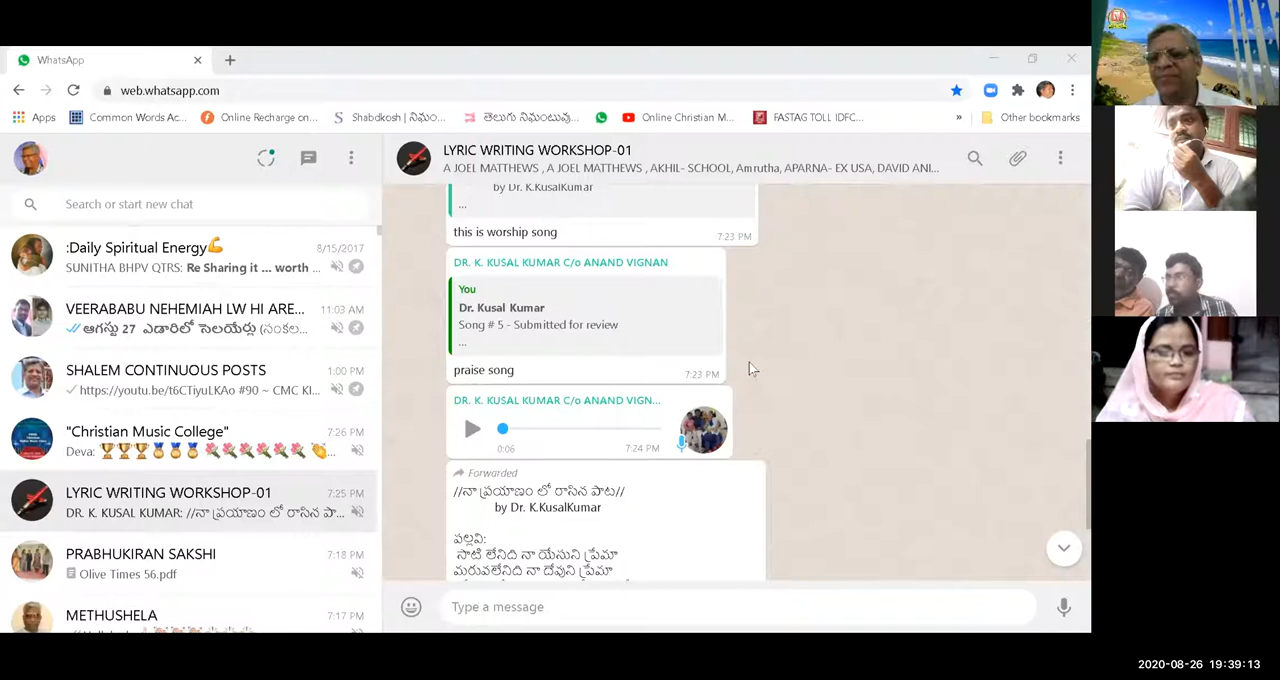 WhatsApp
web.whatsapp.com
Apps
Common Words Ac...
Online Recharge on...
Shabdkosh | నిఘం...
తెలుగు నిఘంటువు...
Online Christian M...
FASTAG TOLL IDFC...
»
Other bookmarks
LYRIC WRITING WORKSHOP-01
A JOEL MATTHEWS , A JOEL MATTHEWS , AKHIL- SCHOOL, Amrutha, APARNA- EX USA, DAVID ANI...
Search or start new chat
:Daily Spiritual Energy💪
8/15/2017
SUNITHA BHPV QTRS: Re Sharing it ... worth ...
VEERABABU NEHEMIAH LW HI ARE...
11:03 AM
ఆగస్టు 27 ఎడారిలో సెలయేర్లు (సంకల...
SHALEM CONTINUOUS POSTS
1:00 PM
https://youtu.be/t6CTiyuLKAo #90 ~ CMC KI...
"Christian Music College"
7:26 PM
Deva: 🏆🏆🏆🏅🏅🏅🌹🌹🌹🌹🌹🌹👏...
LYRIC WRITING WORKSHOP-01
7:25 PM
DR. K. KUSAL KUMAR: //నా ప్రయాణం లో రాసిన పా...
PRABHUKIRAN SAKSHI
7:18 PM
Olive Times 56.pdf
METHUSHELA
7:17 PM
by Dr. K.KusalKumar
...
this is worship song
7:23 PM
DR. K. KUSAL KUMAR C/o ANAND VIGNAN
You
Dr. Kusal Kumar
Song # 5 - Submitted for review
...
praise song
7:23 PM
DR. K. KUSAL KUMAR C/o ANAND VIGN...
0:06
7:24 PM
Forwarded
//నా ప్రయాణం లో రాసిన పాట//
by Dr. K.KusalKumar
పల్లవి:
సాటి లేనిది నా యేసుని ప్రేమా
మరువలేనిది నా దేవుని ప్రేమా
Type a message
2020-08-26 19:39:13